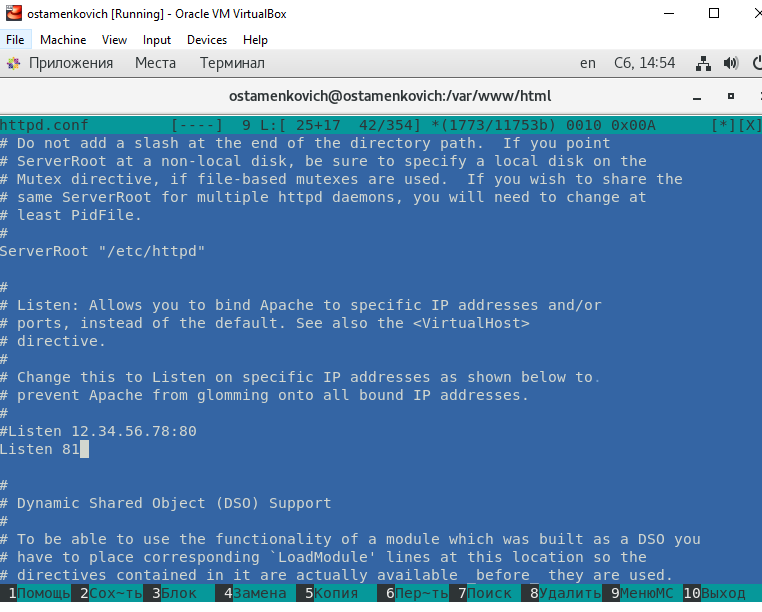 ostamenkovich [Running] - Oracle VM VirtualBox
File Machine View Input Devices Help
Приложения Места Терминал en Сб, 14:54
ostamenkovich@ostamenkovich:/var/www/html
httpd.conf [----] 9 L:[ 25+17 42/354] *(1773/11753b) 0010 0x00A [*][X]
# Do not add a slash at the end of the directory path. If you point
# ServerRoot at a non-local disk, be sure to specify a local disk on the
# Mutex directive, if file-based mutexes are used. If you wish to share the
# same ServerRoot for multiple httpd daemons, you will need to change at
# least PidFile.
#
ServerRoot "/etc/httpd"
#
# Listen: Allows you to bind Apache to specific IP addresses and/or
# ports, instead of the default. See also the <VirtualHost>
# directive.
#
# Change this to Listen on specific IP addresses as shown below to.
# prevent Apache from glomming onto all bound IP addresses.
#
#Listen 12.34.56.78:80
Listen 81
#
# Dynamic Shared Object (DSO) Support
#
# To be able to use the functionality of a module which was built as a DSO you
# have to place corresponding `LoadModule' lines at this location so the
# directives contained in it are actually available _before_ they are used.
1Помощь 2Сох~ть 3Блок 4Замена 5Копия 6Пер~ть 7Поиск 8Удалить 9МенюMC 10Выход